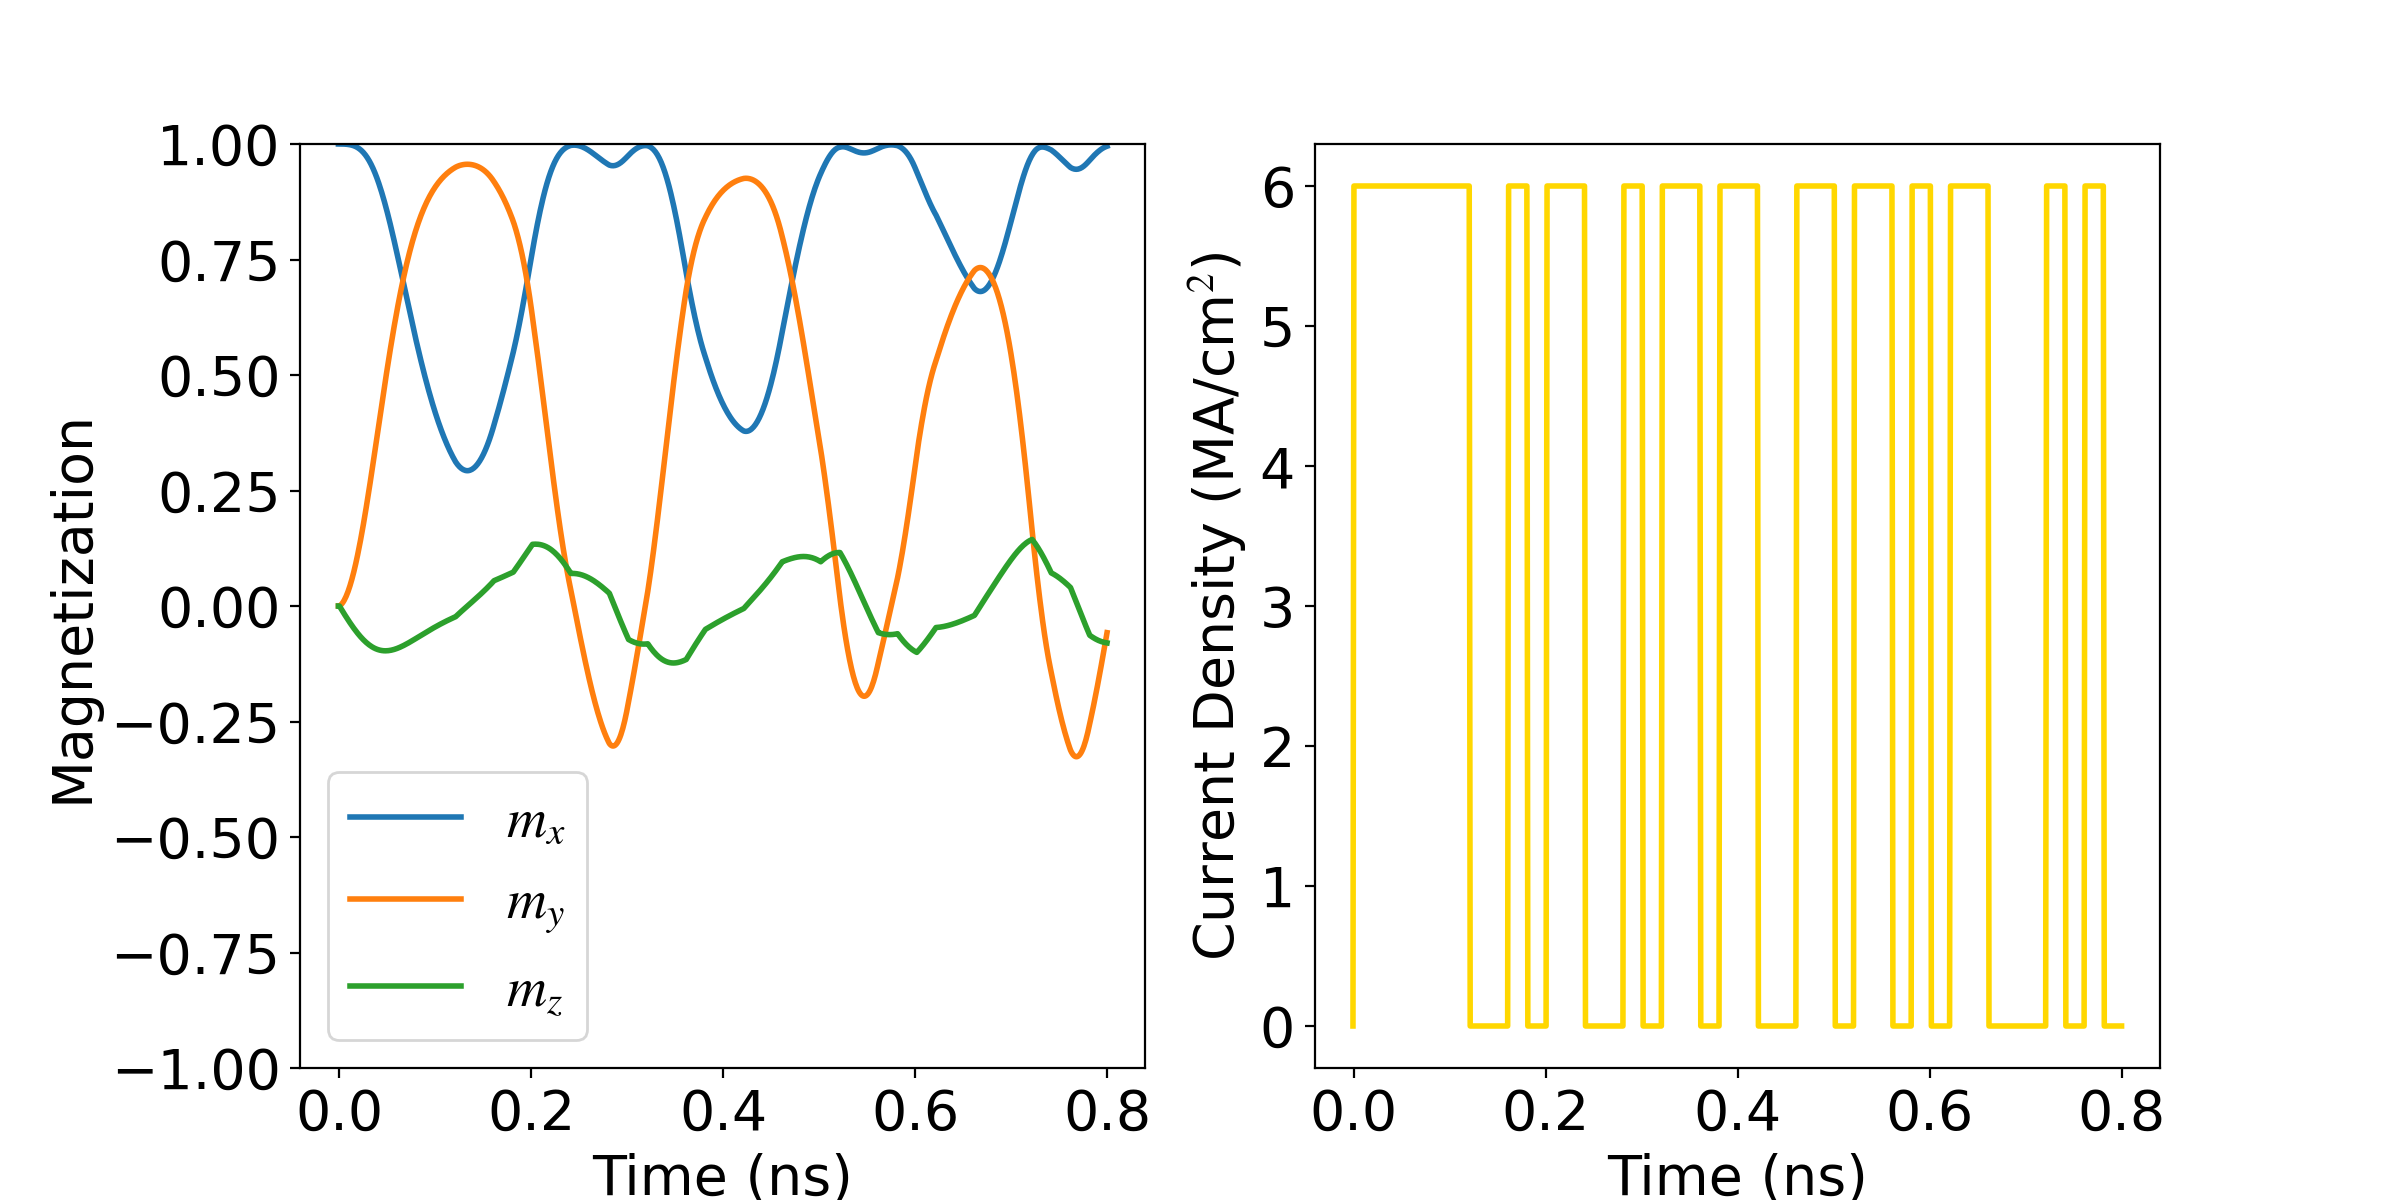 1.00
0.75
0.50
0.25
0.00
−0.25
−0.50
−0.75
−1.00
Magnetization
m_x
m_y
m_z
0.0 0.2 0.4 0.6 0.8
Time (ns)
6
5
4
3
2
1
0
Current Density (MA/cm²)
0.0 0.2 0.4 0.6 0.8
Time (ns)